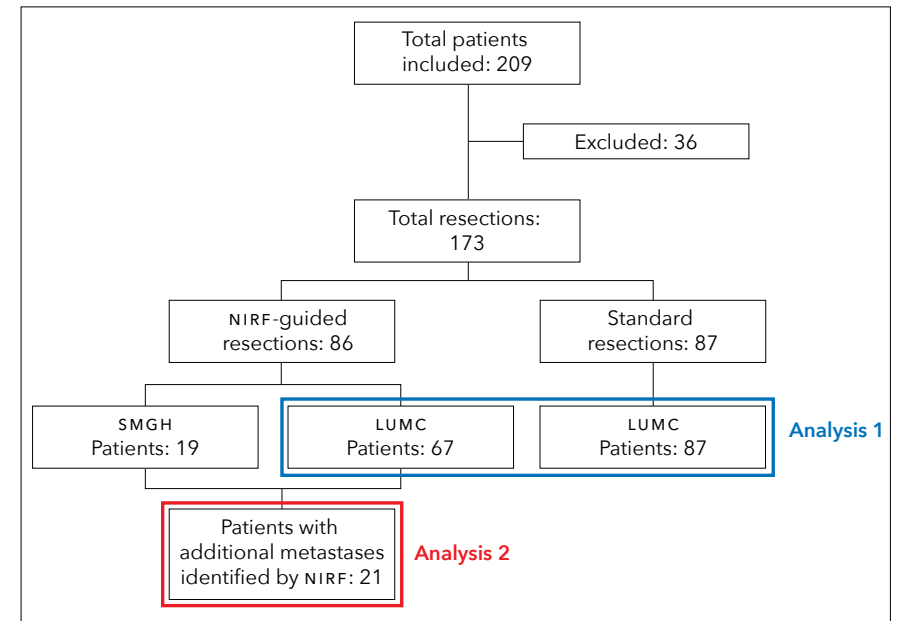 Total patients
included: 209
Excluded: 36
Total resections:
173
NIRF-guided
resections: 86
Standard
resections: 87
SMGH
Patients: 19
LUMC
Patients: 67
LUMC
Patients: 87
Analysis 1
Patients with
additional metastases
identified by NIRF: 21
Analysis 2